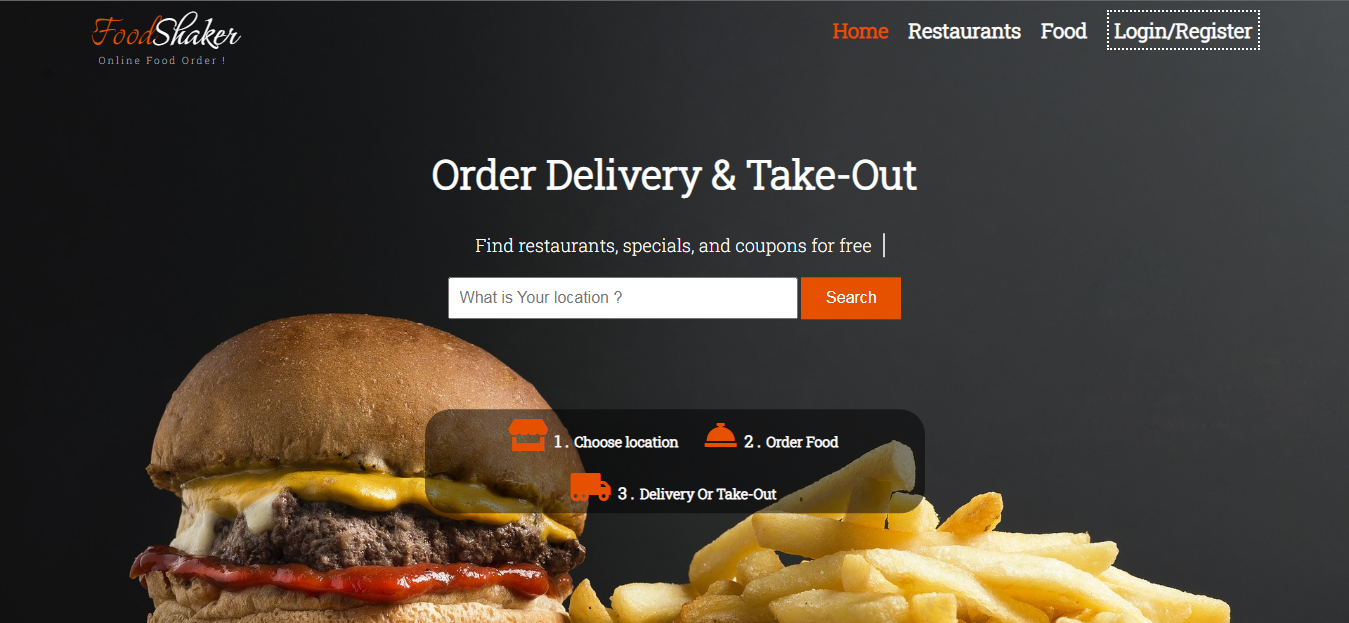 FoodShaker
Online Food Order !
Home Restaurants Food Login/Register
Order Delivery & Take-Out
Find restaurants, specials, and coupons for free |
What is Your location ?
Search
1 . Choose location
2 . Order Food
3 . Delivery Or Take-Out